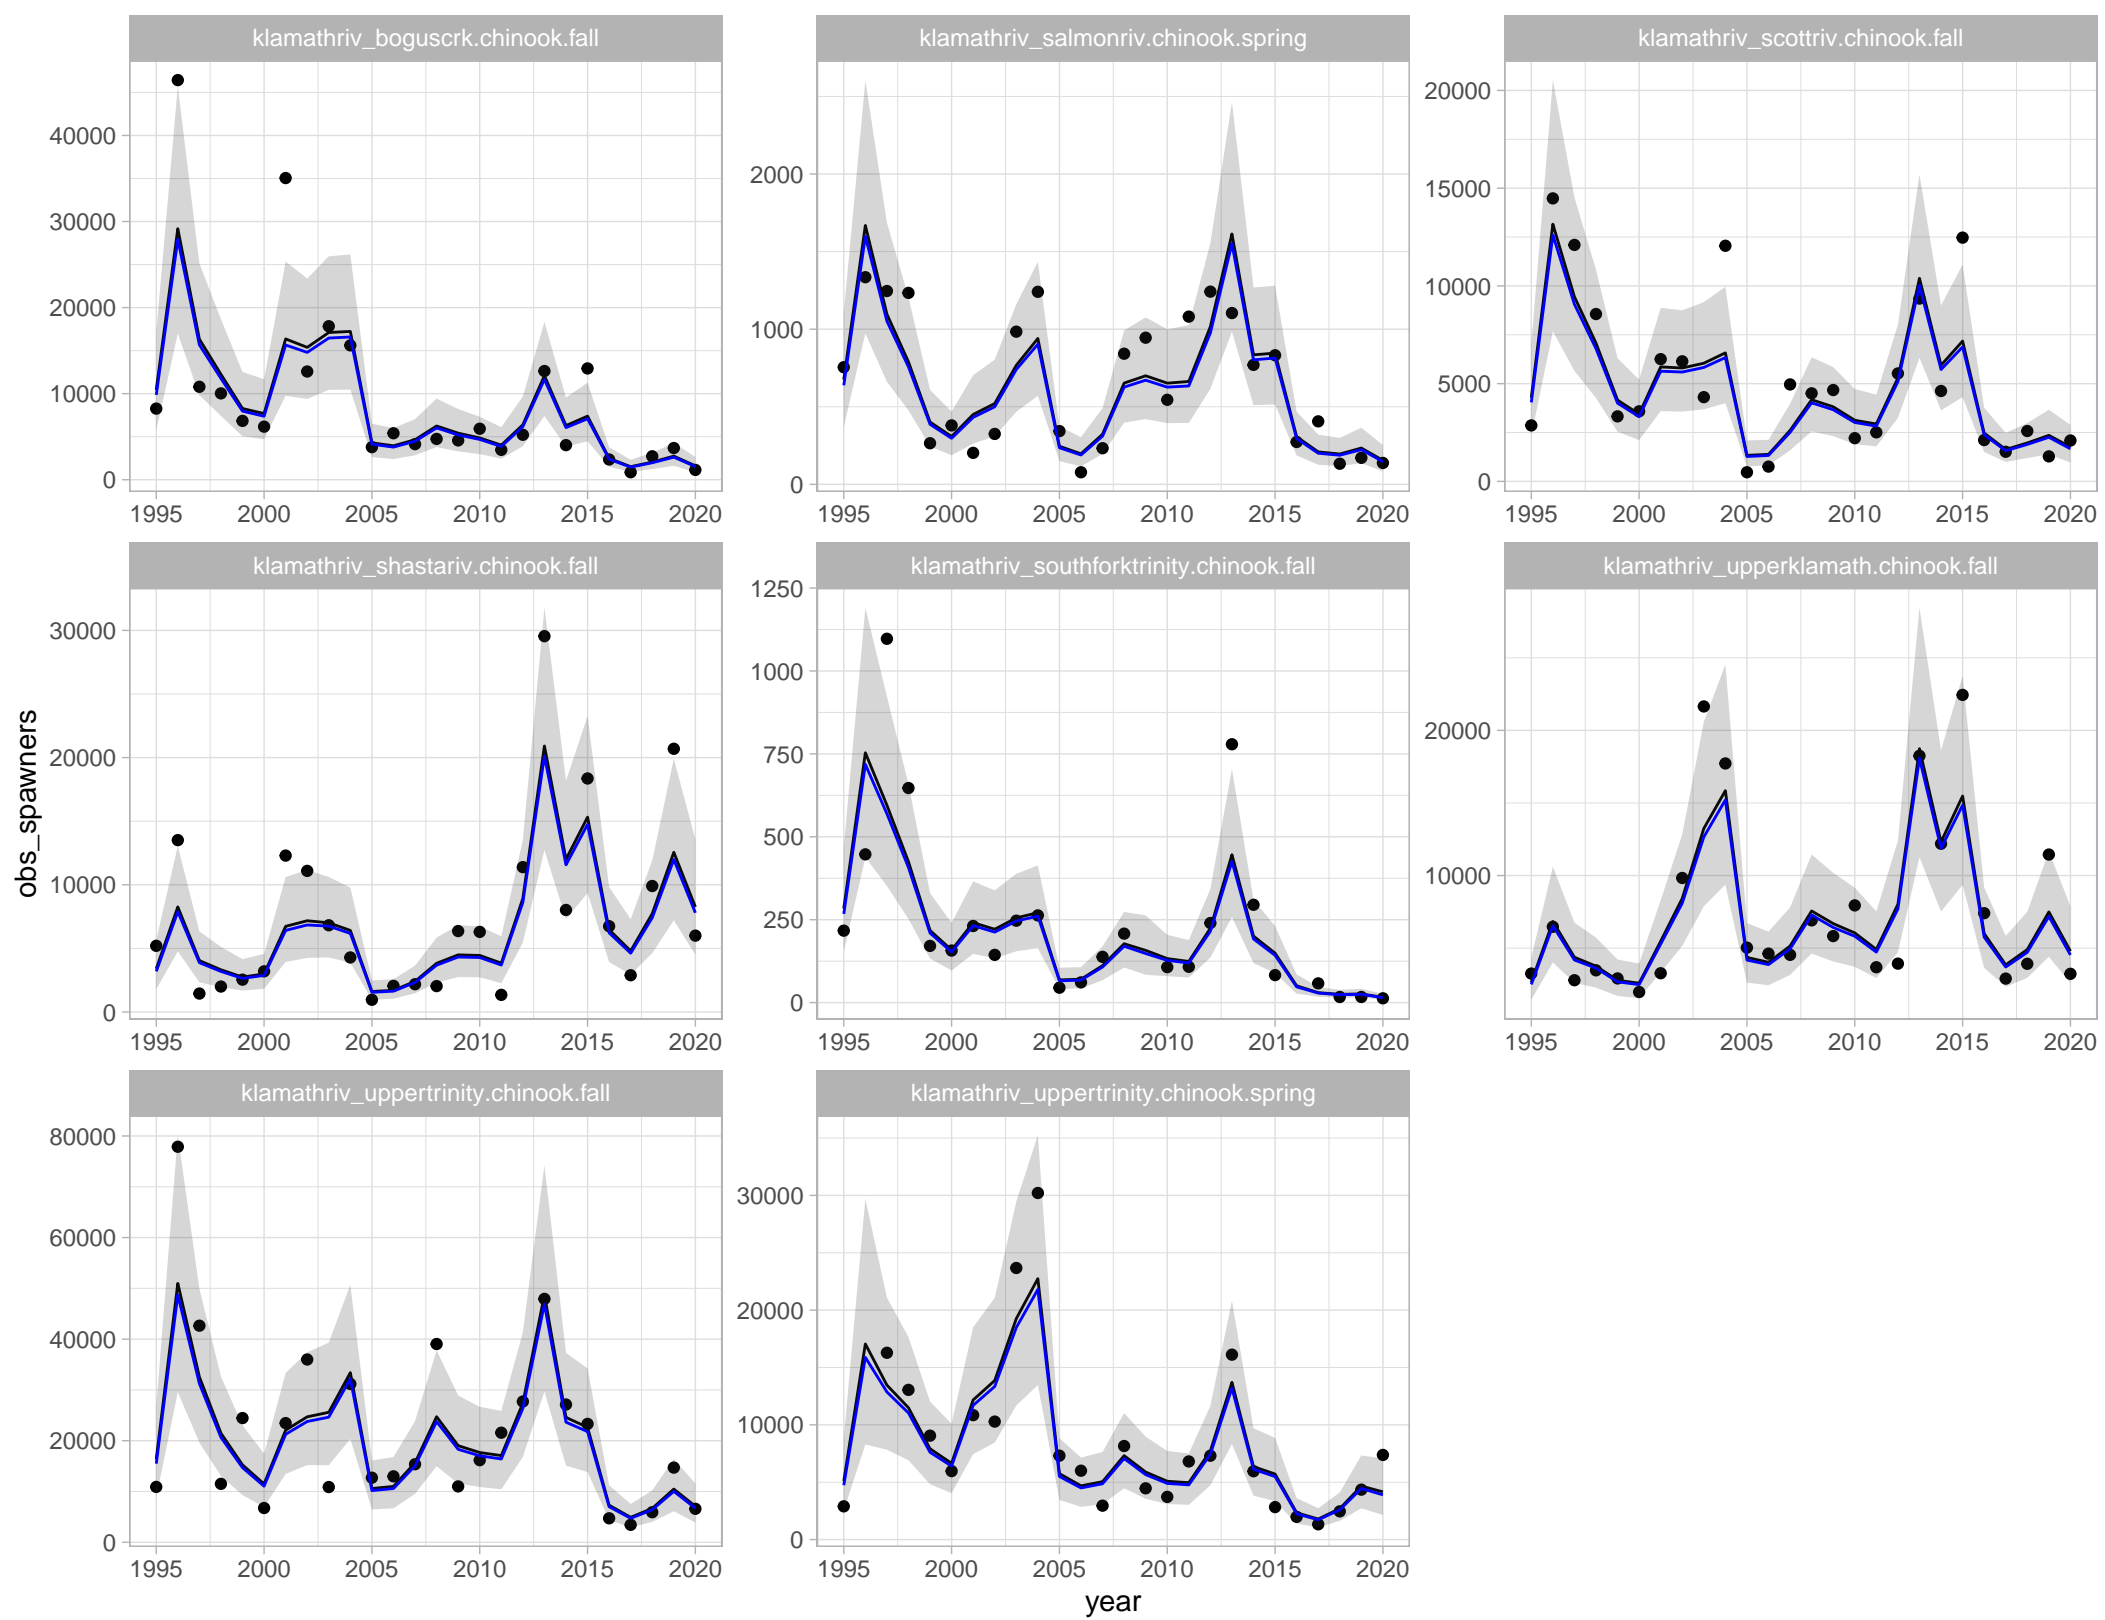 klamathriv_boguscrk.chinook.fall
klamathriv_salmonriv.chinook.spring
klamathriv_scottriv.chinook.fall
40000
30000
20000
10000
0
1995 2000 2005 2010 2015 2020
2000
1000
0
1995 2000 2005 2010 2015 2020
20000
15000
10000
5000
0
1995 2000 2005 2010 2015 2020
klamathriv_shastariv.chinook.fall
klamathriv_southforktrinity.chinook.fall
klamathriv_upperklamath.chinook.fall
obs_spawners
30000
20000
10000
0
1995 2000 2005 2010 2015 2020
1250
1000
750
500
250
0
1995 2000 2005 2010 2015 2020
20000
10000
1995 2000 2005 2010 2015 2020
klamathriv_uppertrinity.chinook.fall
klamathriv_uppertrinity.chinook.spring
80000
60000
40000
20000
0
1995 2000 2005 2010 2015 2020
30000
20000
10000
0
1995 2000 2005 2010 2015 2020
year